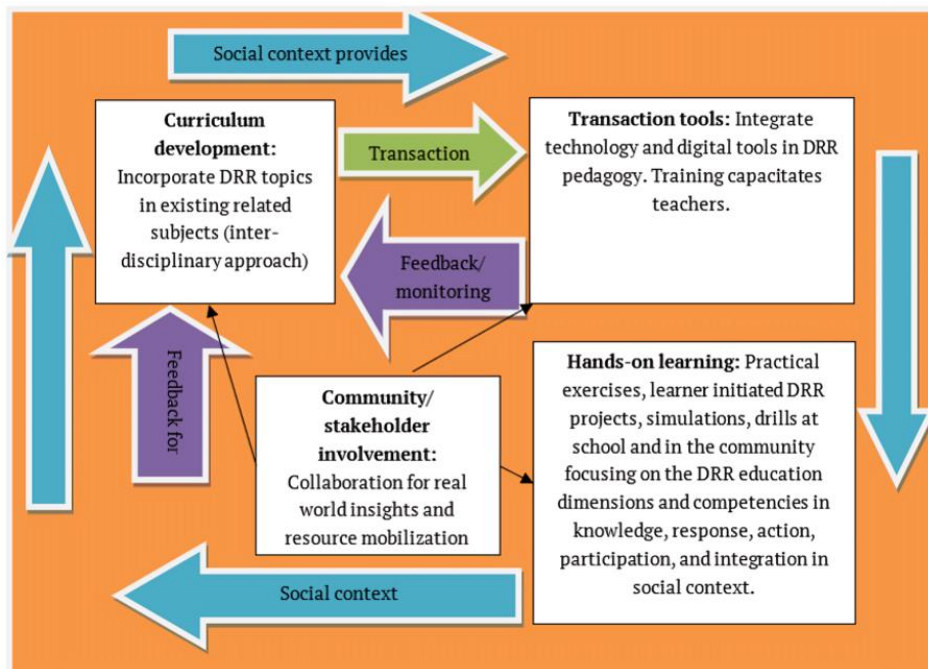 Social context provides
Curriculum
development:
Incorporate DRR topics
in existing related
subjects (inter-
disciplinary approach)
Transaction
Transaction tools: Integrate
technology and digital tools in DRR
pedagogy. Training capacitates
teachers.
Feedback/
monitoring
Feedback for
Community/
stakeholder
involvement:
Collaboration for real
world insights and
resource mobilization
Hands-on learning: Practical
exercises, learner initiated DRR
projects, simulations, drills at
school and in the community
focusing on the DRR education
dimensions and competencies in
knowledge, response, action,
participation, and integration in
social context.
Social context